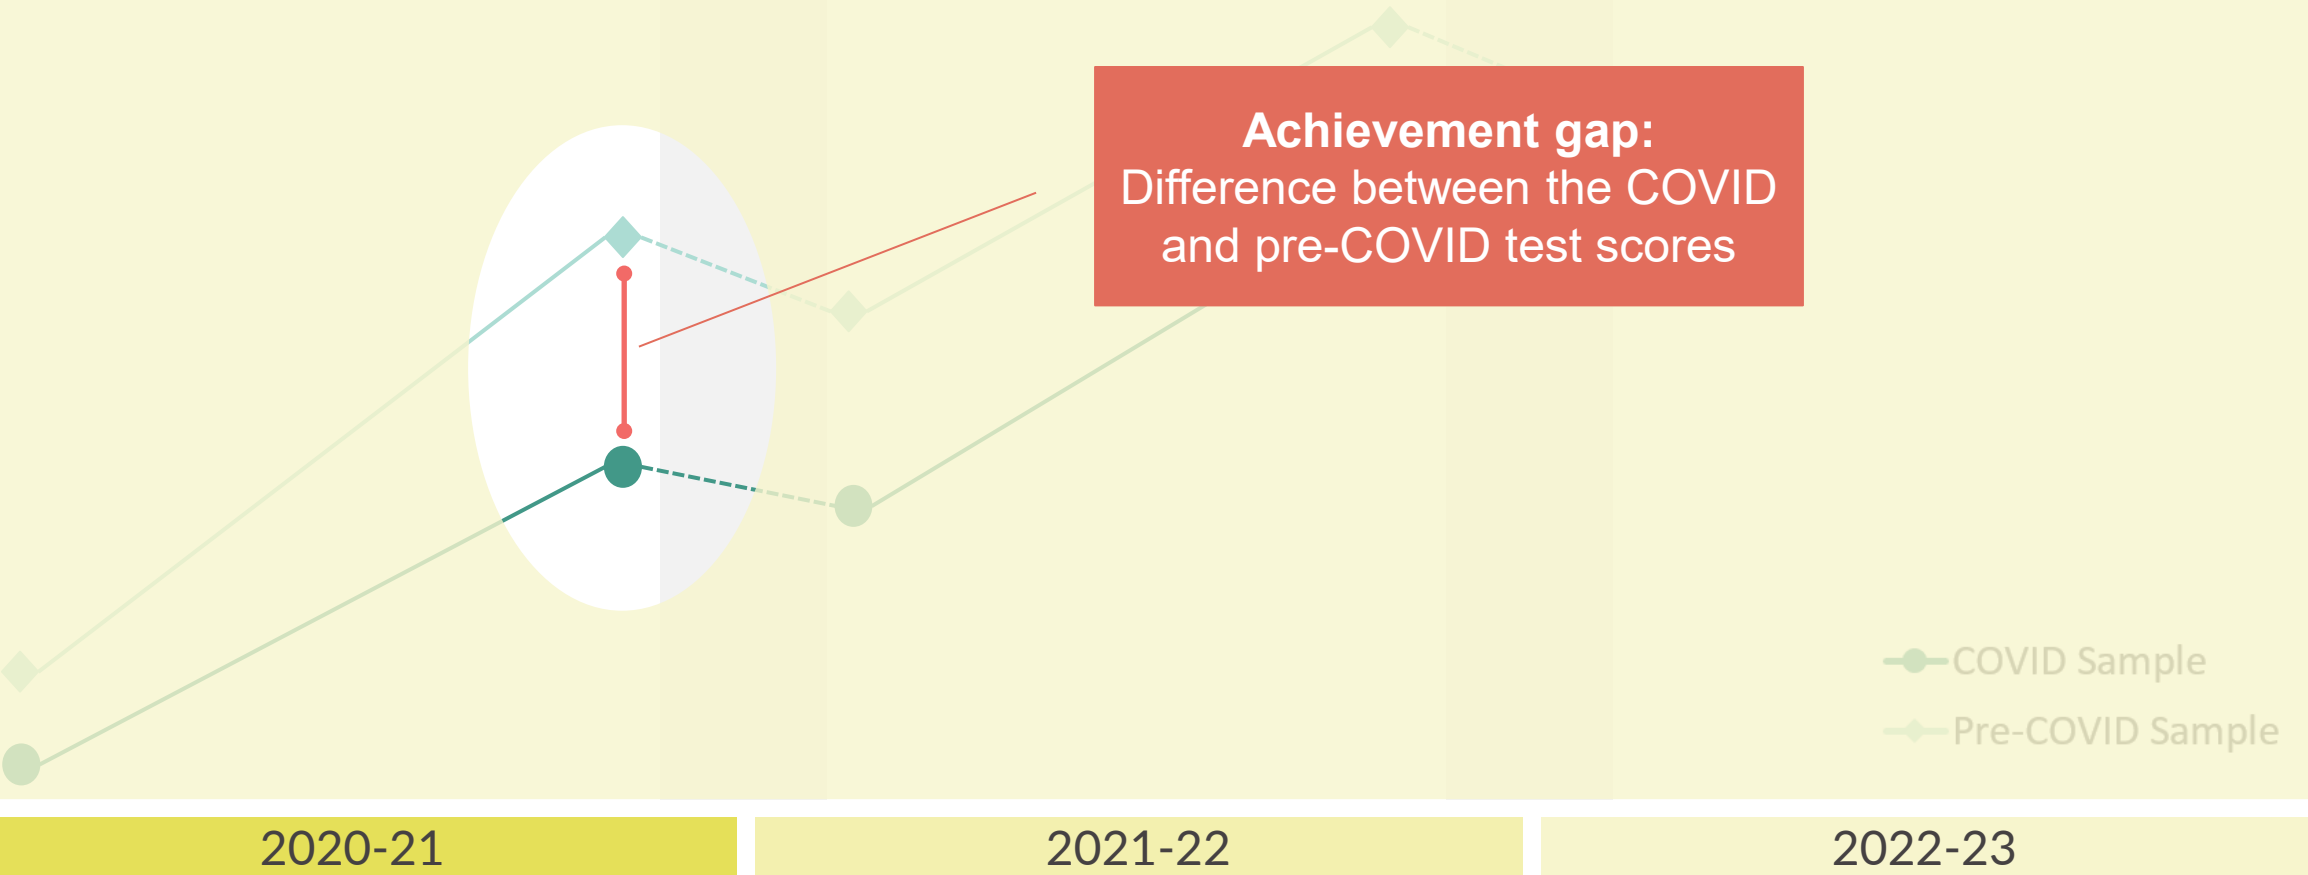 Achievement gap:
Difference between the COVID
and pre-COVID test scores
COVID Sample
Pre-COVID Sample
2020-21
2021-22
2022-23